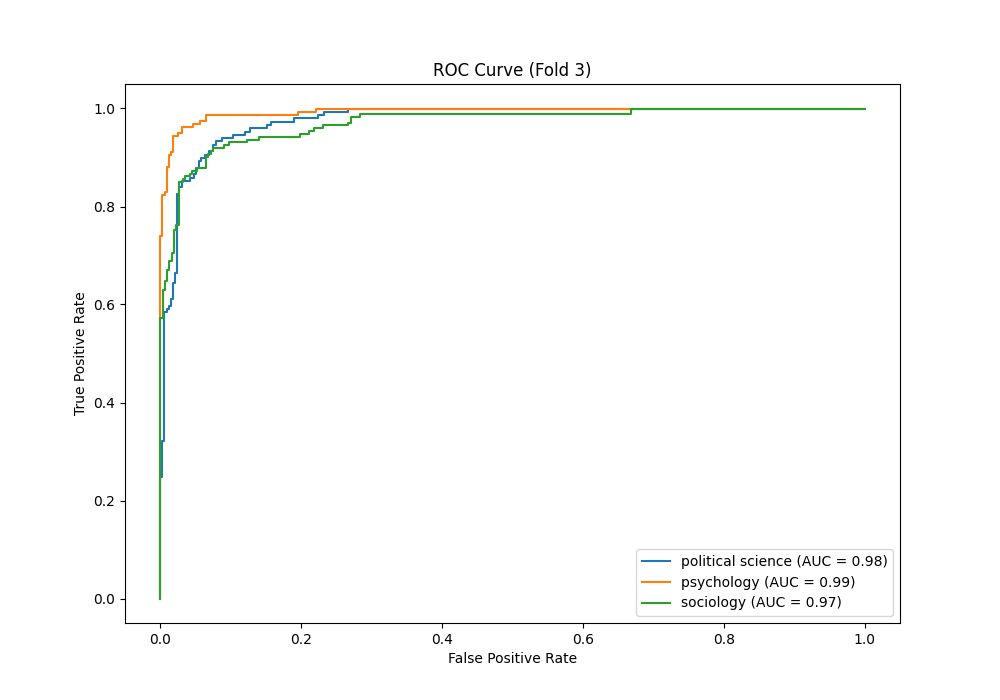 ROC Curve (Fold 3)
True Positive Rate
1.0
0.8
0.6
0.4
0.2
0.0
political science (AUC = 0.98)
psychology (AUC = 0.99)
sociology (AUC = 0.97)
0.0 0.2 0.4 0.6 0.8 1.0
False Positive Rate